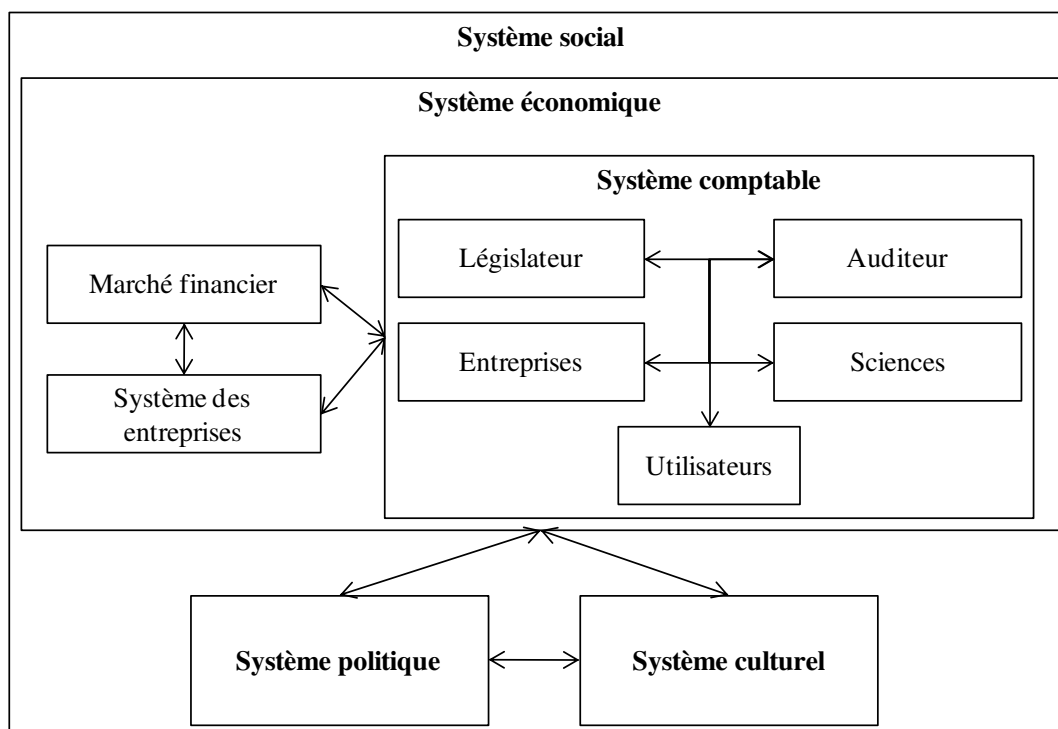 Système social
Système économique
Système comptable
Législateur
Auditeur
Marché financier
Entreprises
Sciences
Système des
entreprises
Utilisateurs
Système politique
Système culturel